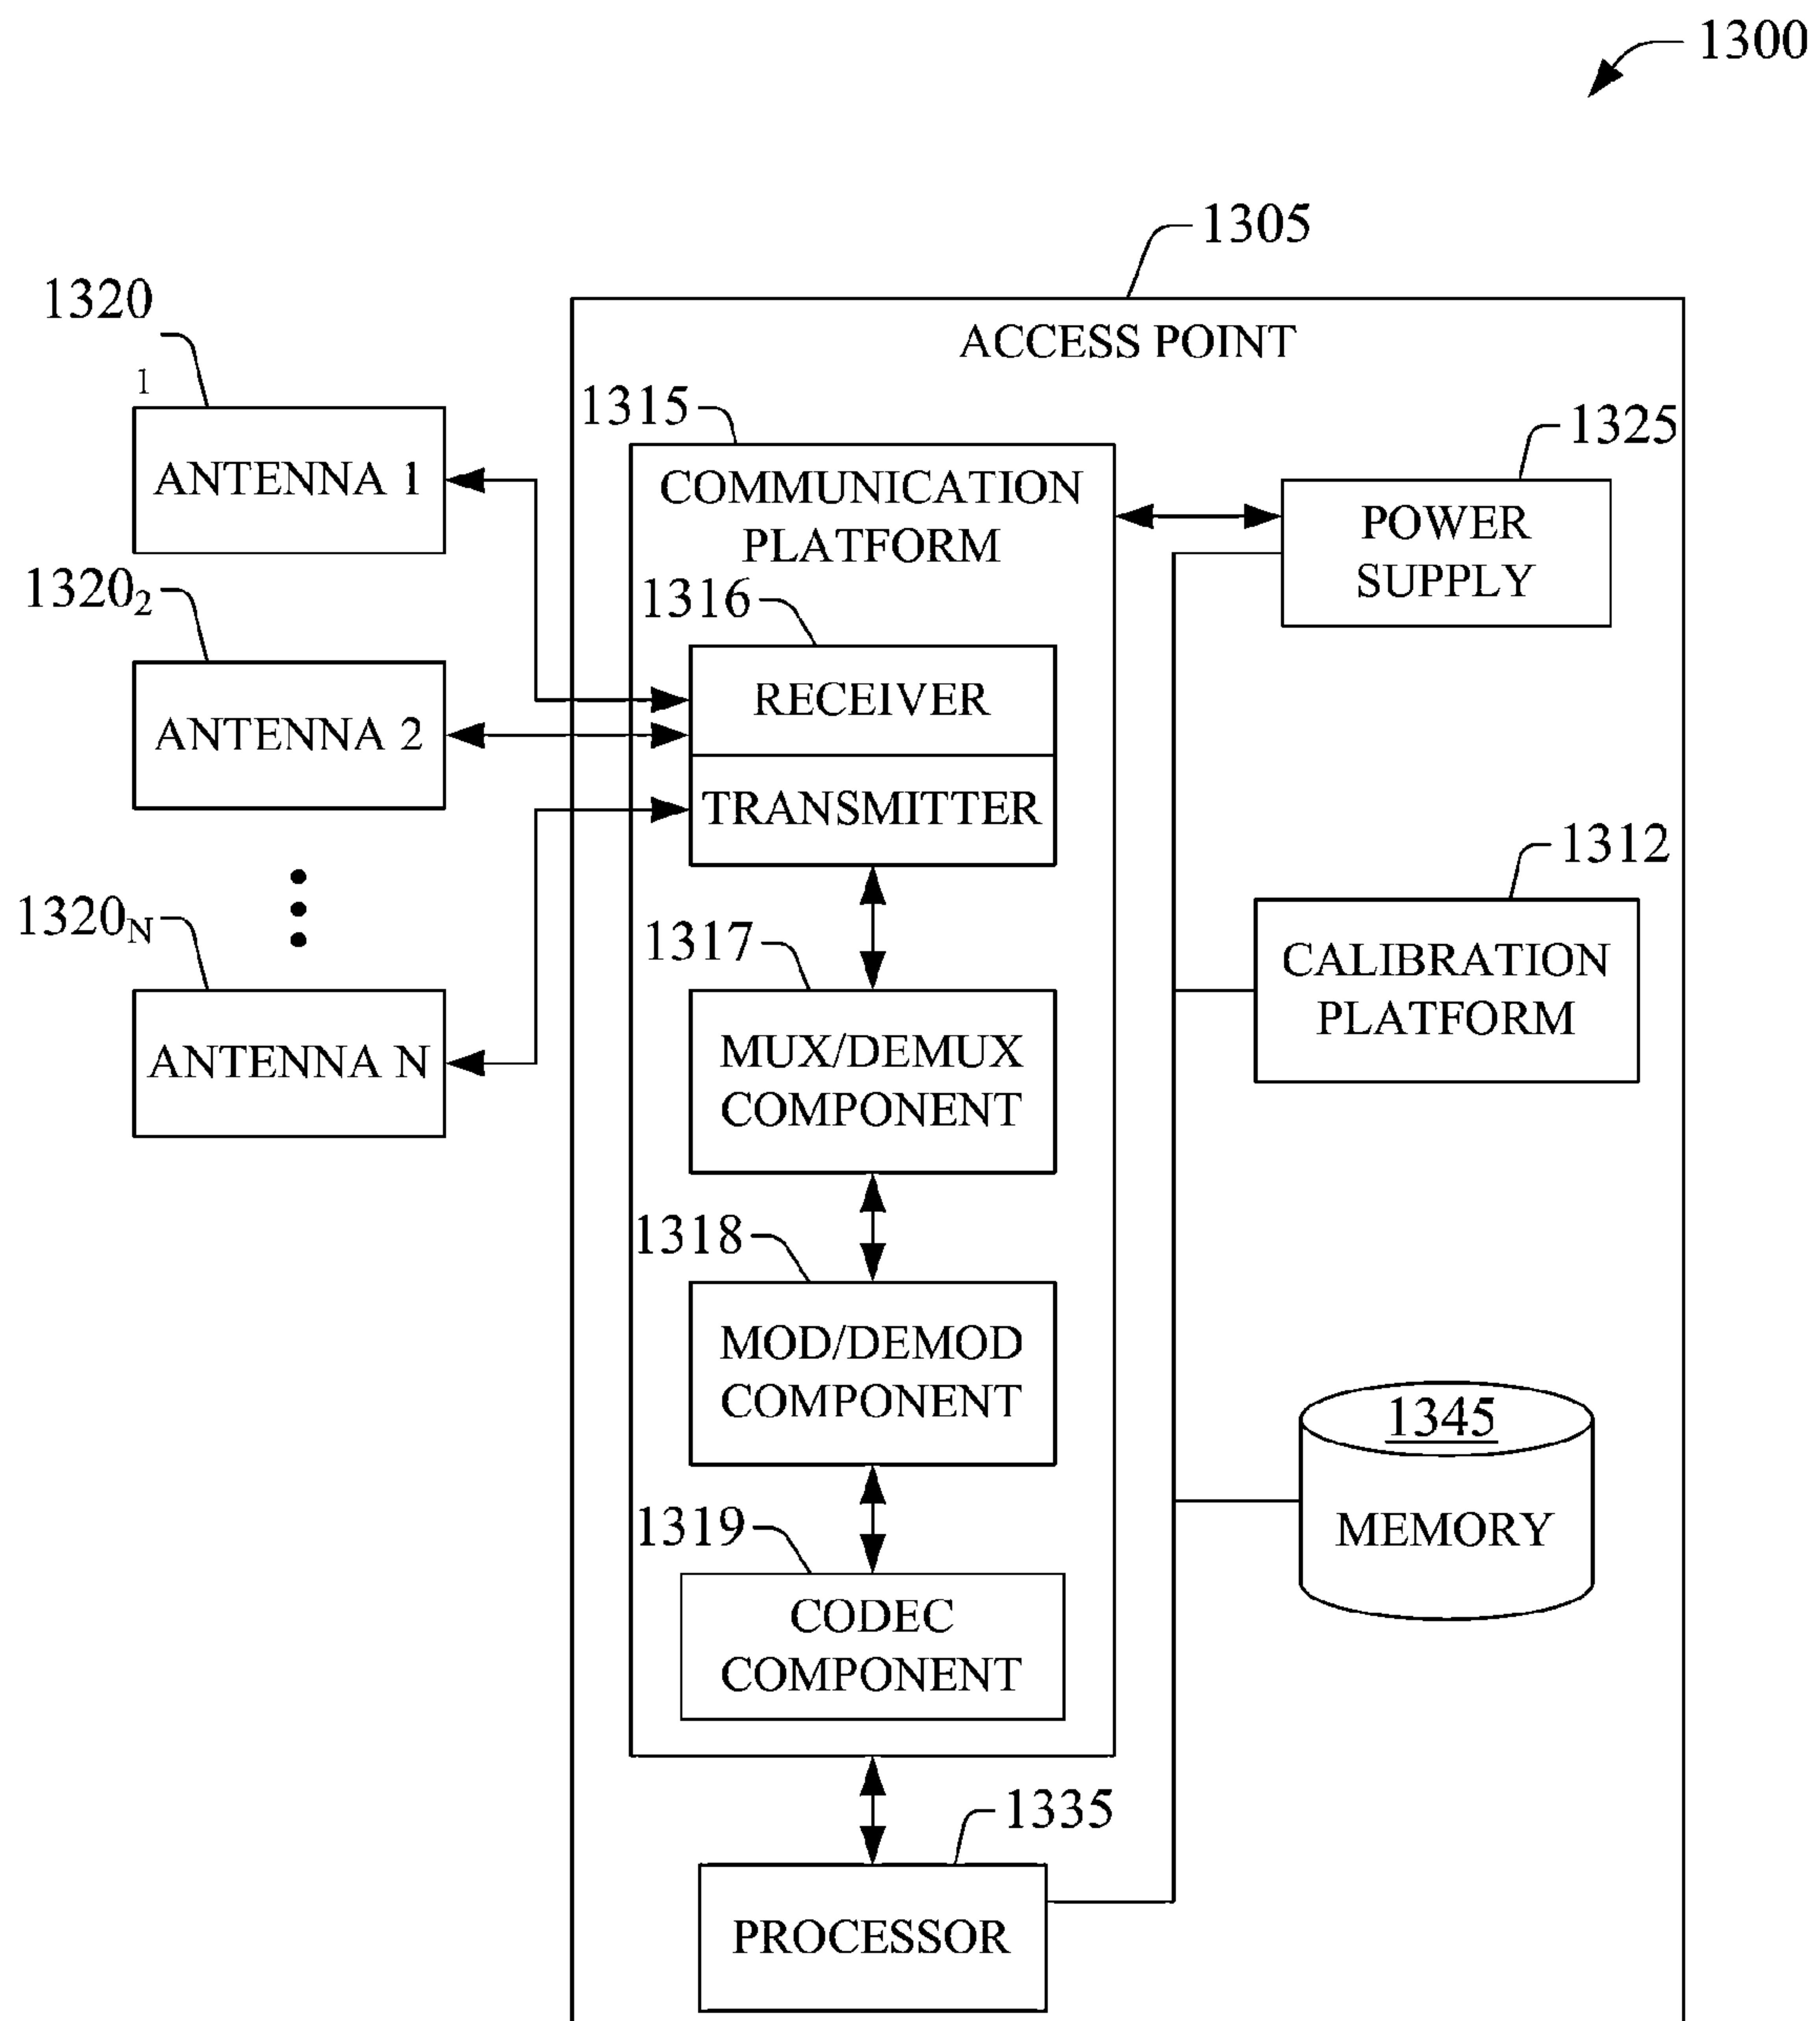 1300
1305
1320
1
ACCESS POINT
1315
1325
ANTENNA 1
COMMUNICATION
PLATFORM
POWER
SUPPLY
1320₂
1316
RECEIVER
ANTENNA 2
TRANSMITTER
1312
1320N
1317
CALIBRATION
PLATFORM
ANTENNA N
MUX/DEMUX
COMPONENT
1318
MOD/DEMOD
COMPONENT
1345
MEMORY
1319
CODEC
COMPONENT
1335
PROCESSOR